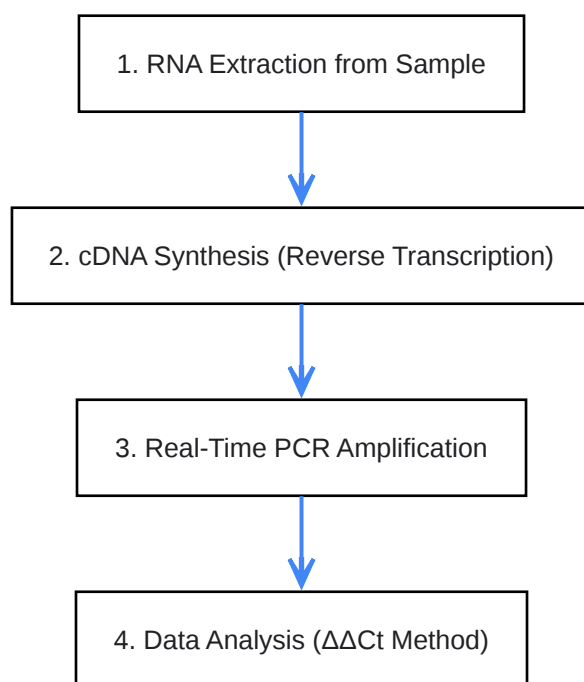 1. RNA Extraction from Sample
2. cDNA Synthesis (Reverse Transcription)
3. Real-Time PCR Amplification
4. Data Analysis (ΔΔCt Method)